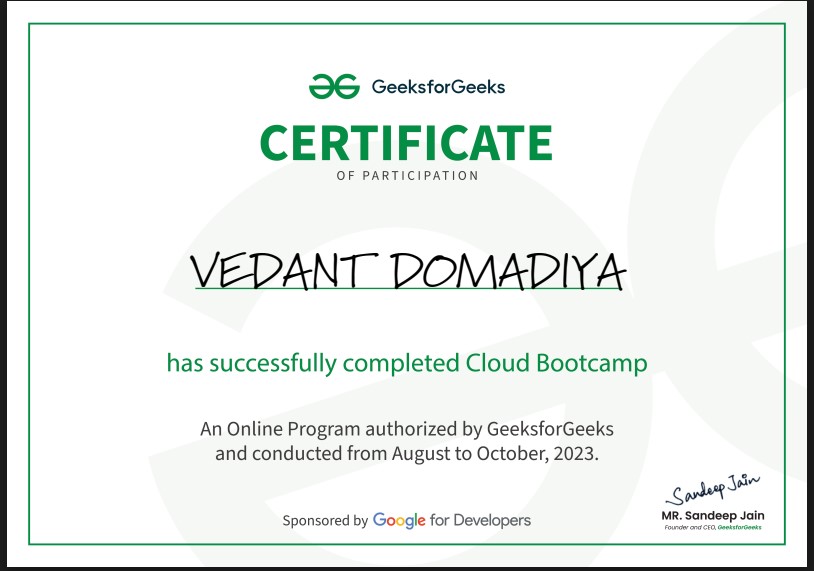 GeeksforGeeks
CERTIFICATE
OF PARTICIPATION
VEDANT DOMADIYA
has successfully completed Cloud Bootcamp
An Online Program authorized by GeeksforGeeks
and conducted from August to October, 2023.
Sandeep Jain
MR. Sandeep Jain
Founder and CEO, GeeksforGeeks
Sponsored by Google for Developers